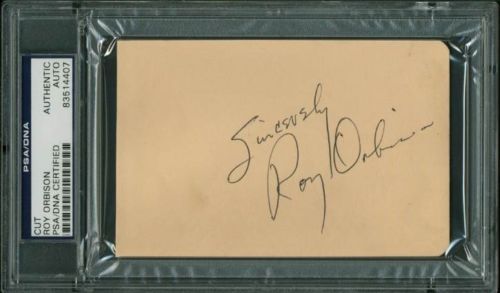 PSA/DNA
CUT
ROY ORBISON
PSA/DNA CERTIFIED
AUTHENTIC
AUTO
83514407
Sincerely
Roy Orbison